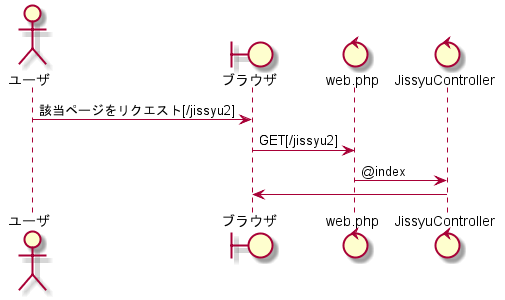 ユーザ
ブラウザ
web.php
JissyuController
該当ページをリクエスト[/jissyu2]
GET[/jissyu2]
@index
ユーザ
ブラウザ
web.php
JissyuController